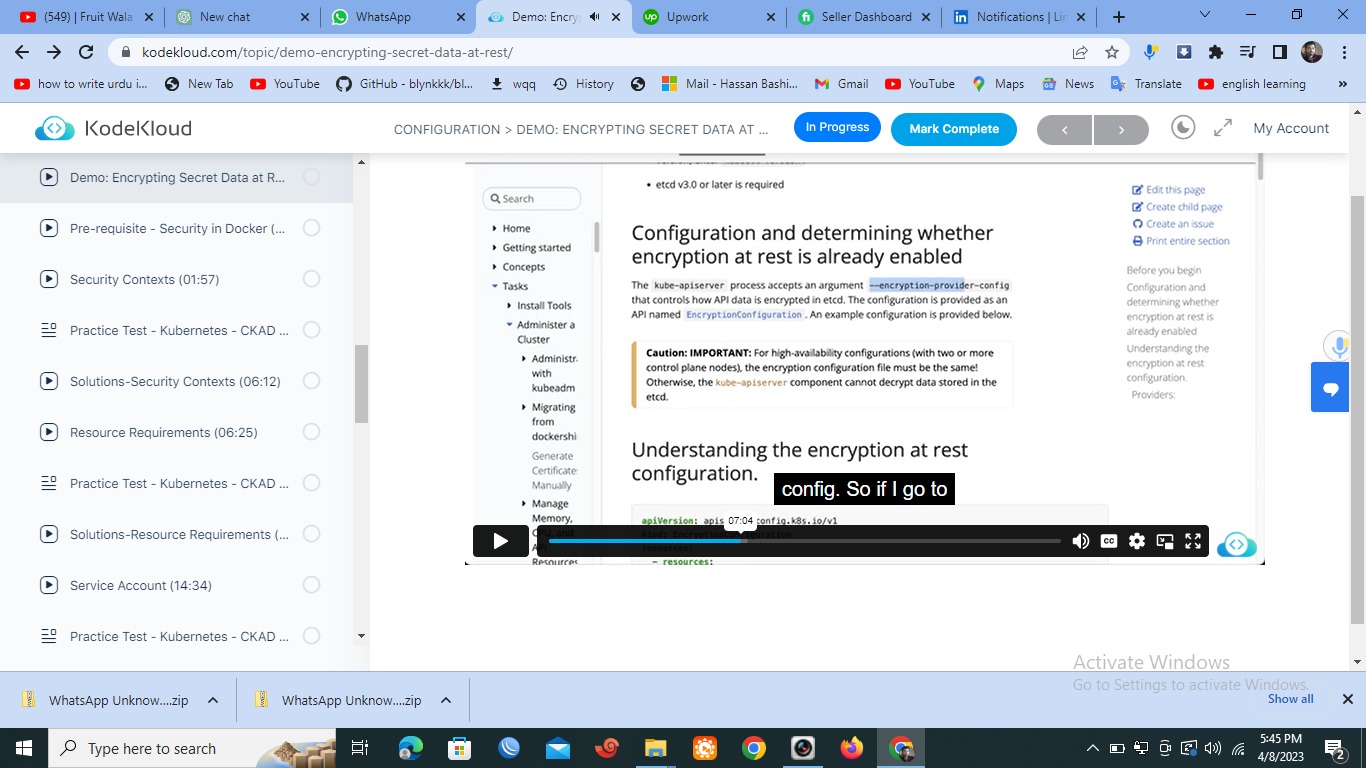 (549) | Fruit Wala
New chat
WhatsApp
Demo: Encry
Upwork
Seller Dashboard
Notifications | Lin
kodekloud.com/topic/demo-encrypting-secret-data-at-rest/
how to write urdu i...
New Tab
YouTube
GitHub - blynkkk/bl...
wqq
History
Mail - Hassan Bashi...
Gmail
YouTube
Maps
News
Translate
english learning
KodeKloud
CONFIGURATION > DEMO: ENCRYPTING SECRET DATA AT ...
In Progress
Mark Complete
My Account
Demo: Encrypting Secret Data at R...
Pre-requisite - Security in Docker (...
Security Contexts (01:57)
Practice Test - Kubernetes - CKAD ...
Solutions-Security Contexts (06:12)
Resource Requirements (06:25)
Practice Test - Kubernetes - CKAD ...
Solutions-Resource Requirements (...
Service Account (14:34)
Practice Test - Kubernetes - CKAD ...
Search
Home
Getting started
Concepts
Tasks
Install Tools
Administer a
Cluster
Administr
with
kubeadm
Migrating
from
dockershi
Generate
Certificate
Manually
Manage
Memory,
Resources
• etcd v3.0 or later is required
Configuration and determining whether
encryption at rest is already enabled
The kube-apiserver process accepts an argument --encryption-provider-config
that controls how API data is encrypted in etcd. The configuration is provided as an
API named EncryptionConfiguration. An example configuration is provided below.
Caution: IMPORTANT: For high-availability configurations (with two or more
control plane nodes), the encryption configuration file must be the same!
Otherwise, the kube-apiserver component cannot decrypt data stored in the
etcd.
Understanding the encryption at rest
configuration.
config. So if I go to
apiVersion: apis
07:04
config.k8s.io/v1
kind: EncryptionConfiguration
resources:
- resources:
CC
Edit this page
Create child page
Create an issue
Print entire section
Before you begin
Configuration and
determining whether
encryption at rest is
already enabled
Understanding the
encryption at rest
configuration.
Providers:
Activate Windows
Go to Settings to activate Windows.
WhatsApp Unknow....zip
WhatsApp Unknow....zip
Show all
Type here to search
5:45 PM
4/8/2023
2